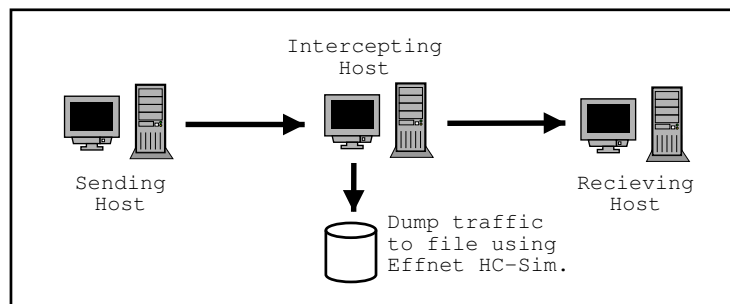 Intercepting
Host
Sending
Host
Recieving
Host
Dump traffic
to file using
Effnet HC-Sim.